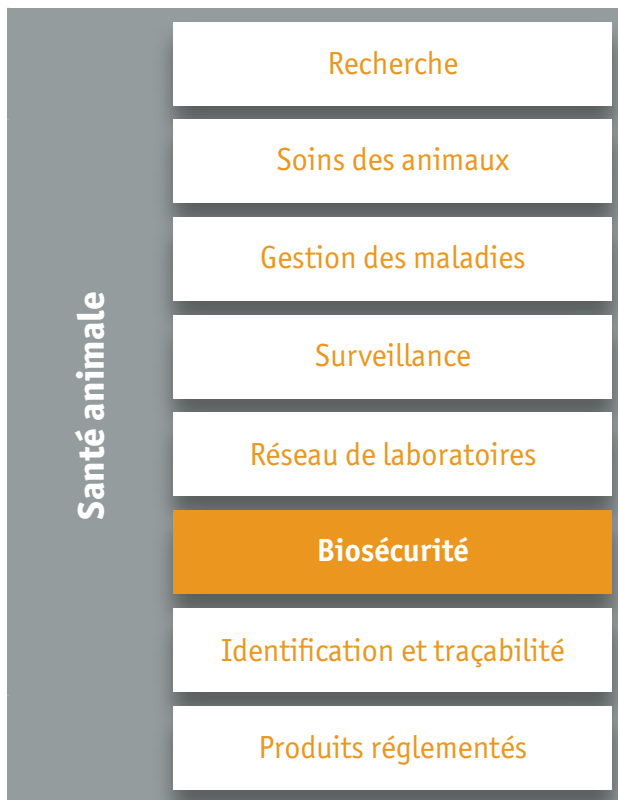 Santé animale
Recherche
Soins des animaux
Gestion des maladies
Surveillance
Réseau de laboratoires
Biosécurité
Identification et traçabilité
Produits réglementés